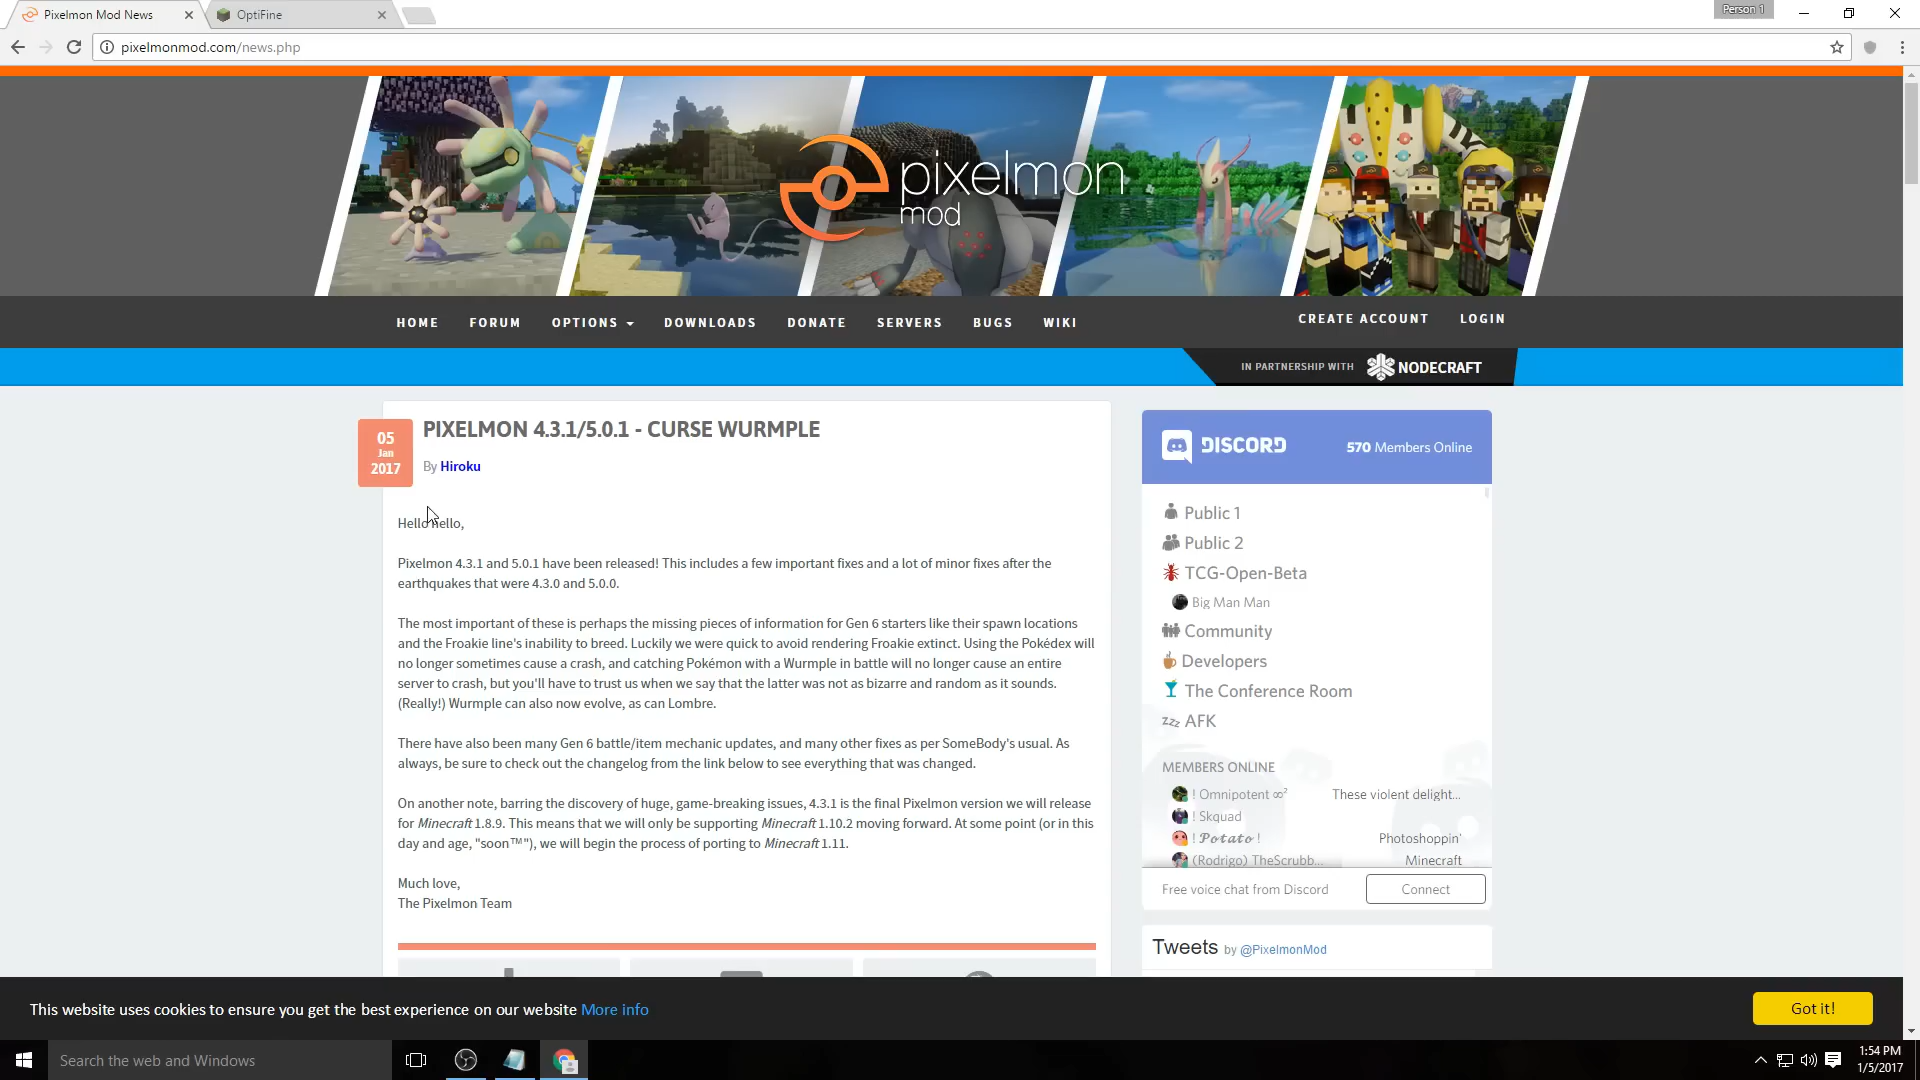 Pixelmon Mod News
OptiFine
Person 1
pixelmonmod.com/news.php
pixelmon
mod
HOME
FORUM
OPTIONS
DOWNLOADS
DONATE
SERVERS
BUGS
WIKI
CREATE ACCOUNT
LOGIN
IN PARTNERSHIP WITH NODECRAFT
05
Jan
2017
PIXELMON 4.3.1/5.0.1 - CURSE WURMPLE
By Hiroku
Hello hello,
Pixelmon 4.3.1 and 5.0.1 have been released! This includes a few important fixes and a lot of minor fixes after the
earthquakes that were 4.3.0 and 5.0.0.
The most important of these is perhaps the missing pieces of information for Gen 6 starters like their spawn locations
and the Froakie line's inability to breed. Luckily we were quick to avoid rendering Froakie extinct. Using the Pokédex will
no longer sometimes cause a crash, and catching Pokémon with a Wurmple in battle will no longer cause an entire
server to crash, but you'll have to trust us when we say that the latter was not as bizarre and random as it sounds.
(Really!) Wurmple can also now evolve, as can Lombre.
There have also been many Gen 6 battle/item mechanic updates, and many other fixes as per SomeBody's usual. As
always, be sure to check out the changelog from the link below to see everything that was changed.
On another note, barring the discovery of huge, game-breaking issues, 4.3.1 is the final Pixelmon version we will release
for Minecraft 1.8.9. This means that we will only be supporting Minecraft 1.10.2 moving forward. At some point (or in this
day and age, "soon™"), we will begin the process of porting to Minecraft 1.11.
Much love,
The Pixelmon Team
DISCORD
570 Members Online
Public 1
Public 2
TCG-Open-Beta
Big Man Man
Community
Developers
The Conference Room
zzz AFK
MEMBERS ONLINE
! Omnipotent ∞² These violent delight...
! Skquad
! 𝓟𝓸𝓽𝓪𝓽𝓸 ! Photoshoppin'
(Rodrigo) TheScrubb... Minecraft
Free voice chat from Discord
Connect
Tweets by @PixelmonMod
This website uses cookies to ensure you get the best experience on our website More info
Got it!
Search the web and Windows
1:54 PM
1/5/2017